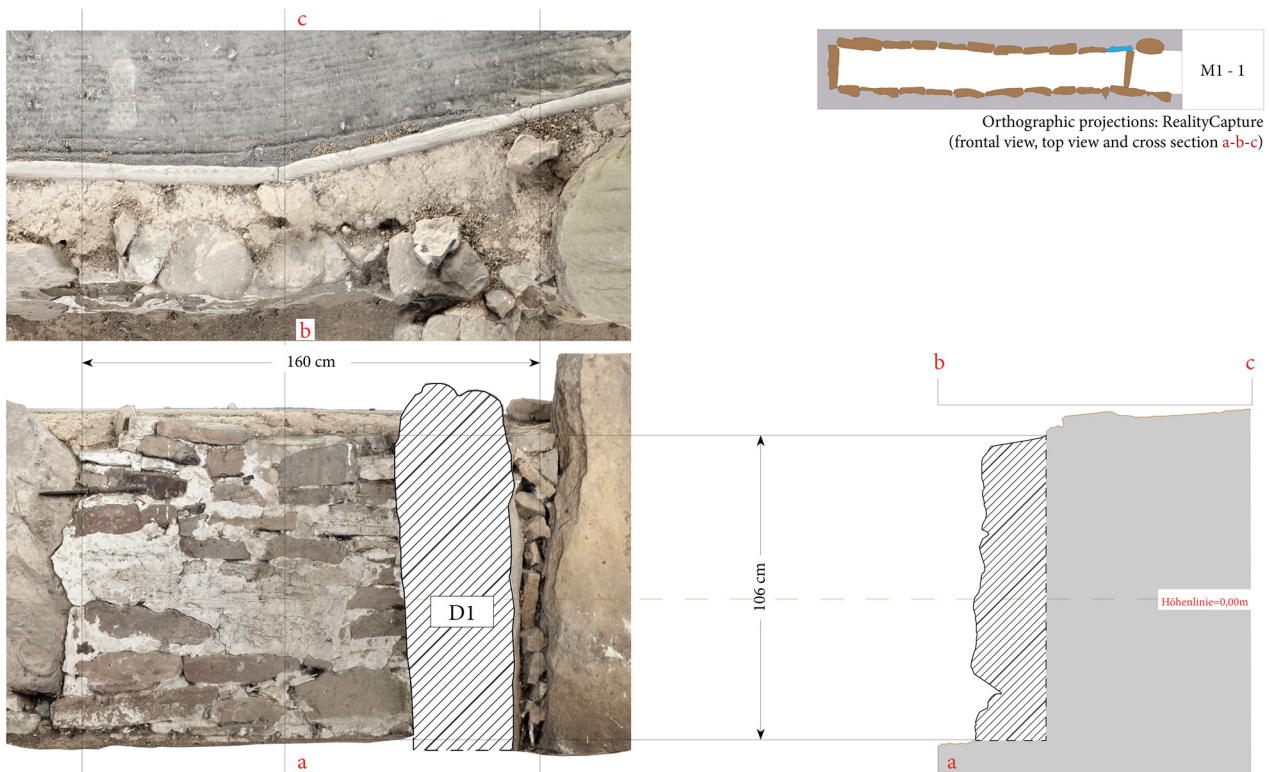 c
M1 - 1
Orthographic projections: RealityCapture
(frontal view, top view and cross section a-b-c)
b
160 cm
b
c
106 cm
Höhenlinie=0,00m
D1
a
a